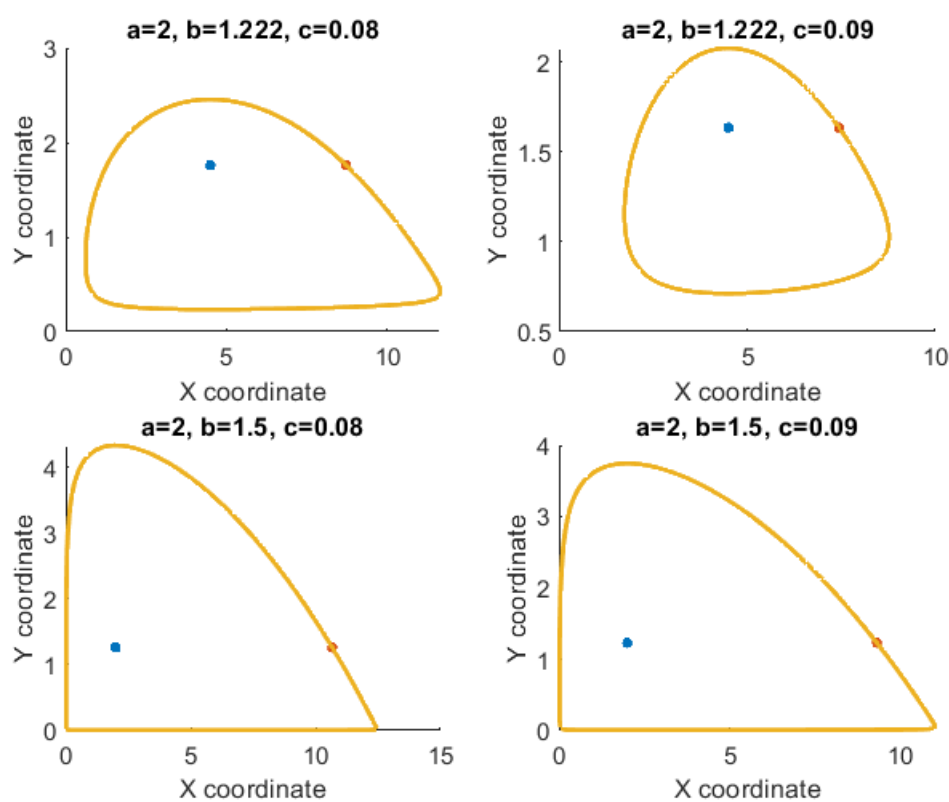 a=2, b=1.222, c=0.08
3
2
1
0
0 5 10
Y coordinate
X coordinate
a=2, b=1.222, c=0.09
2
1.5
1
0.5
0 5 10
Y coordinate
X coordinate
a=2, b=1.5, c=0.08
4
3
2
1
0
0 5 10 15
Y coordinate
X coordinate
a=2, b=1.5, c=0.09
4
3
2
1
0
0 5 10
Y coordinate
X coordinate